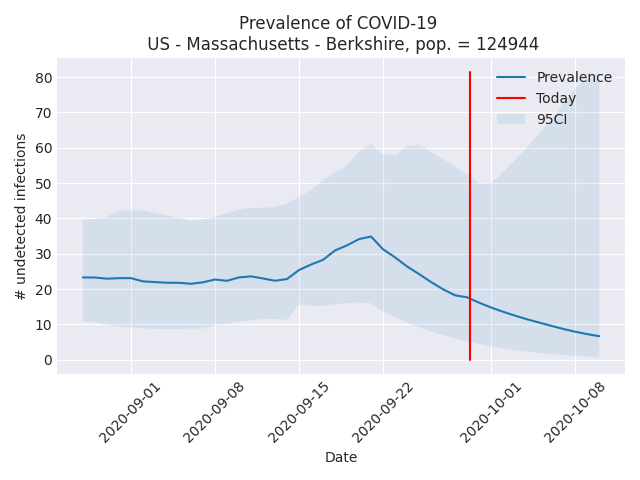 Prevalence of COVID-19
US - Massachusetts - Berkshire, pop. = 124944
80
70
60
50
40
30
20
10
0
# undetected infections
Prevalence
Today
95CI
2020-09-01
2020-09-08
2020-09-15
2020-09-22
2020-10-01
2020-10-08
Date